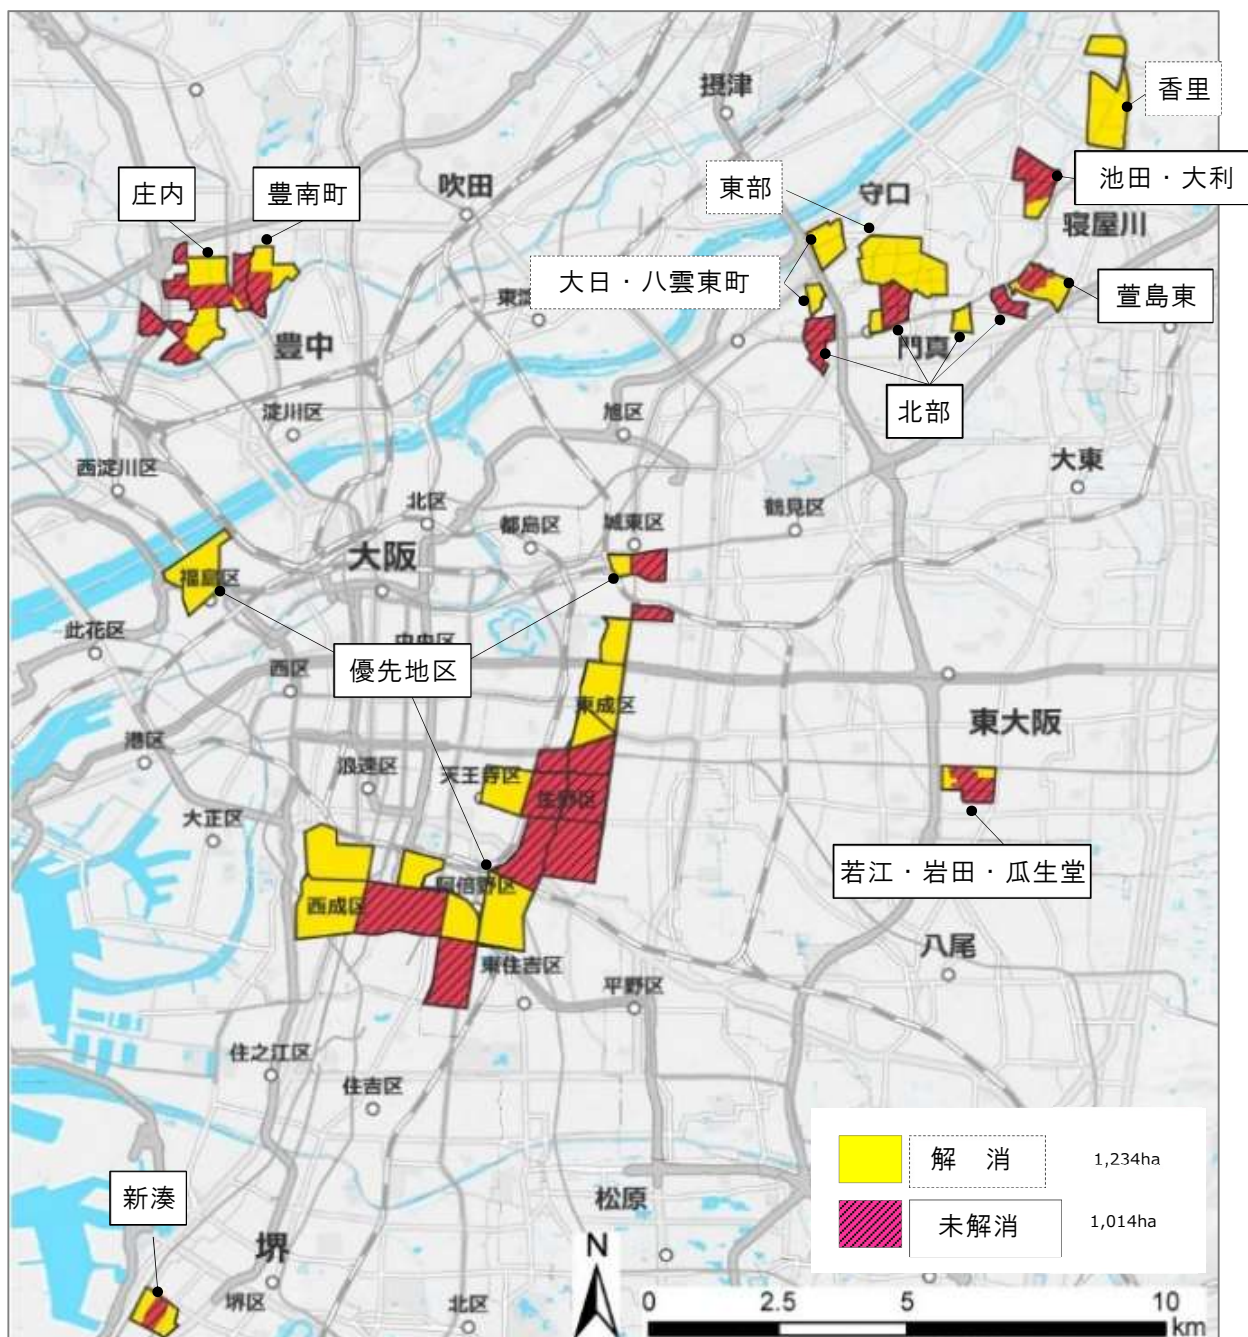 摂津
香里
池田・大利
庄内
豊南町
吹田
東部
守口
寝屋川
大日・八雲東町
萱島東
豊中
門真
北部
淀川区
旭区
西淀川区
大東
北区
都島区
城東区
鶴見区
大阪
福島区
此花区
中央区
優先地区
西区
東成区
東大阪
港区
浪速区
天王寺区
生野区
大正区
若江・岩田・瓜生堂
阿倍野区
西成区
八尾
東住吉区
平野区
住之江区
住吉区
解 消 1,234ha
未解消 1,014ha
新湊
松原
N
堺
堺区
北区
0 2.5 5 10
km